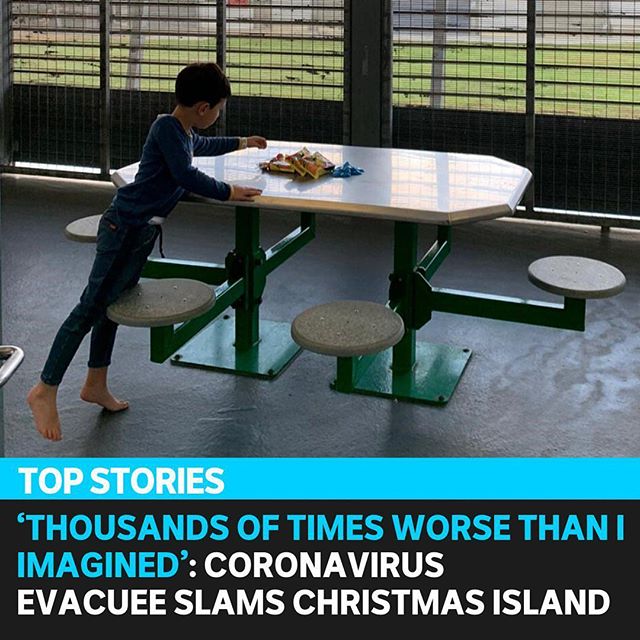 TOP STORIES
‘THOUSANDS OF TIMES WORSE THAN I
IMAGINED’: CORONAVIRUS
EVACUEE SLAMS CHRISTMAS ISLAND